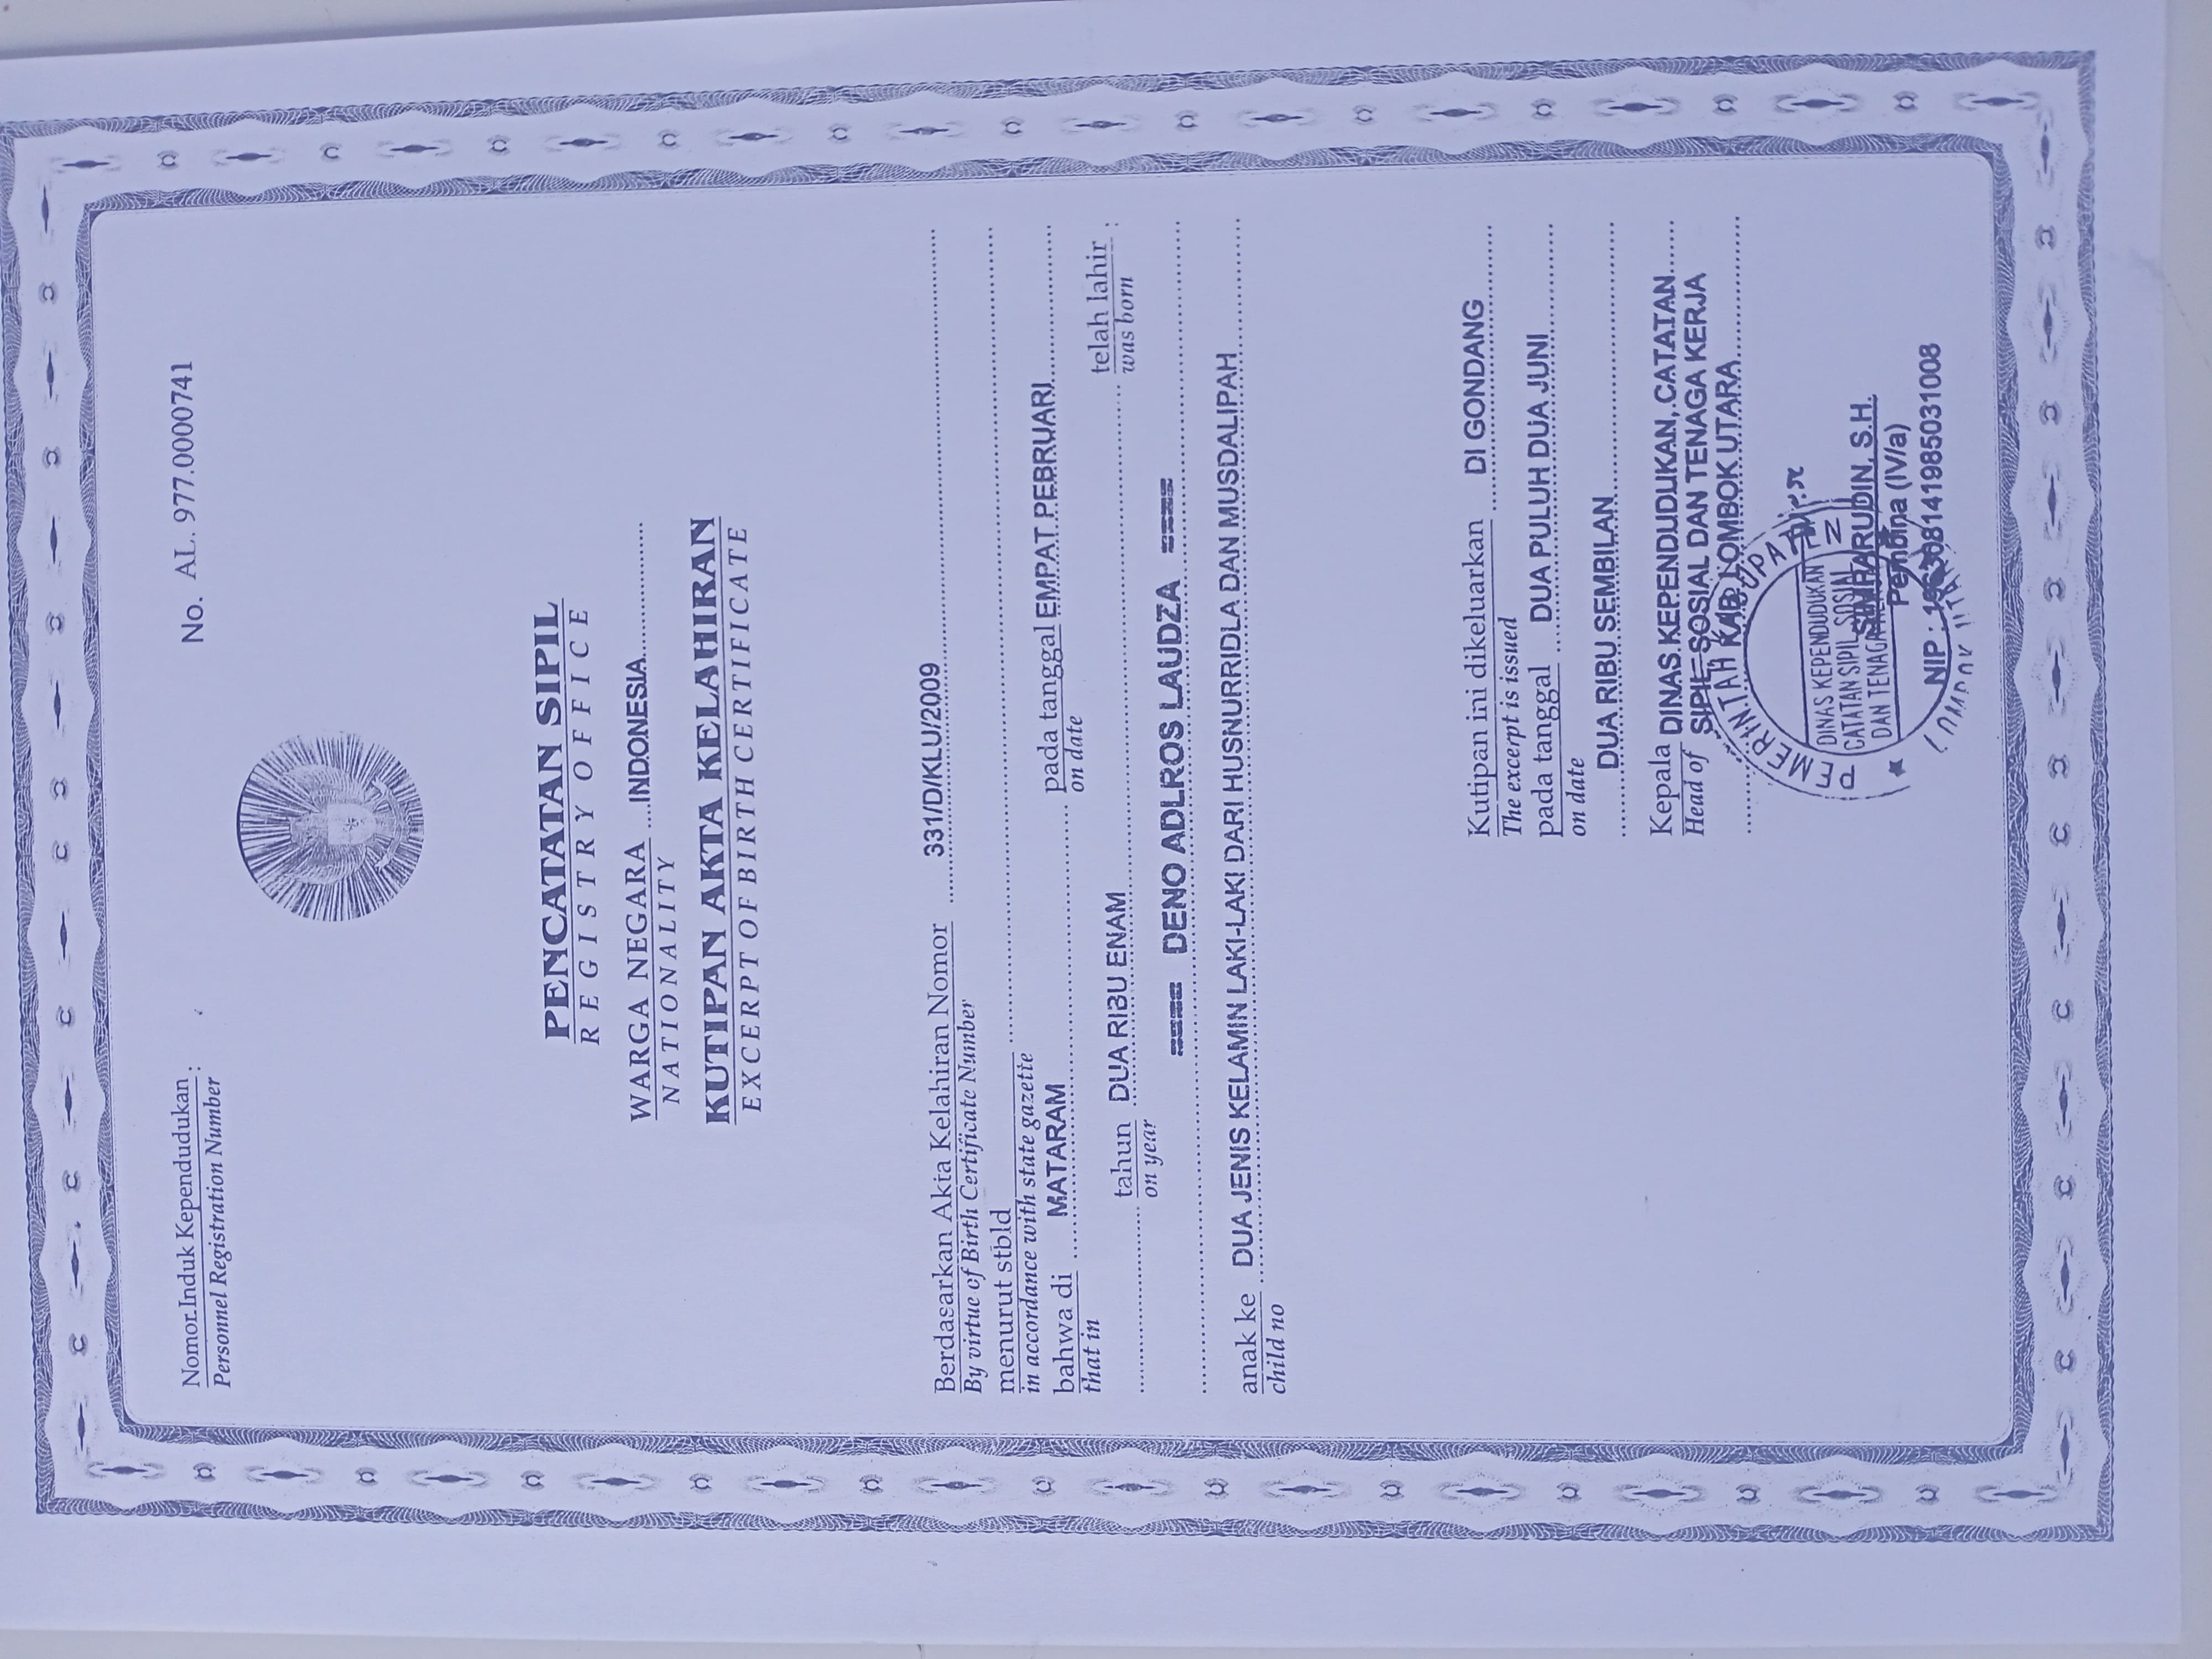 Nomor Induk Kependudukan :
Personnel Registration Number
No. AL. 977.0000741
PENCATATAN SIPIL
REGISTRY OFFICE
WARGA NEGARA INDONESIA
NATIONALITY
KUTIPAN AKTA KELAHIRAN
EXCERPT OF BIRTH CERTIFICATE
Berdasarkan Akta Kelahiran Nomor 331/D/KLU/2009
By virtue of Birth Certificate Number
menurut stbld
in accordance with state gazette
bahwa di MATARAM pada tanggal EMPAT PEBRUARI
that in on date
tahun DUA RIBU ENAM telah lahir :
on year was born
==== DENO ADLROS LAUDZA ====
anak ke DUA JENIS KELAMIN LAKI-LAKI DARI HUSNURRIDLA DAN MUSDALIPAH
child no
Kutipan ini dikeluarkan DI GONDANG
The excerpt is issued
pada tanggal DUA PULUH DUA JUNI
on date
DUA RIBU SEMBILAN
Kepala DINAS KEPENDUDUKAN, CATATAN
Head of SIPIL SOSIAL DAN TENAGA KERJA
KAB LOMBOK UTARA
PEMERINTAH KABUPATEN
DINAS KEPENDUDUKAN
CATATAN SIPIL SOSIAL
DAN TENAGA
LOMBOK UTARA
S.H.
Pembina (IV/a)
NIP :